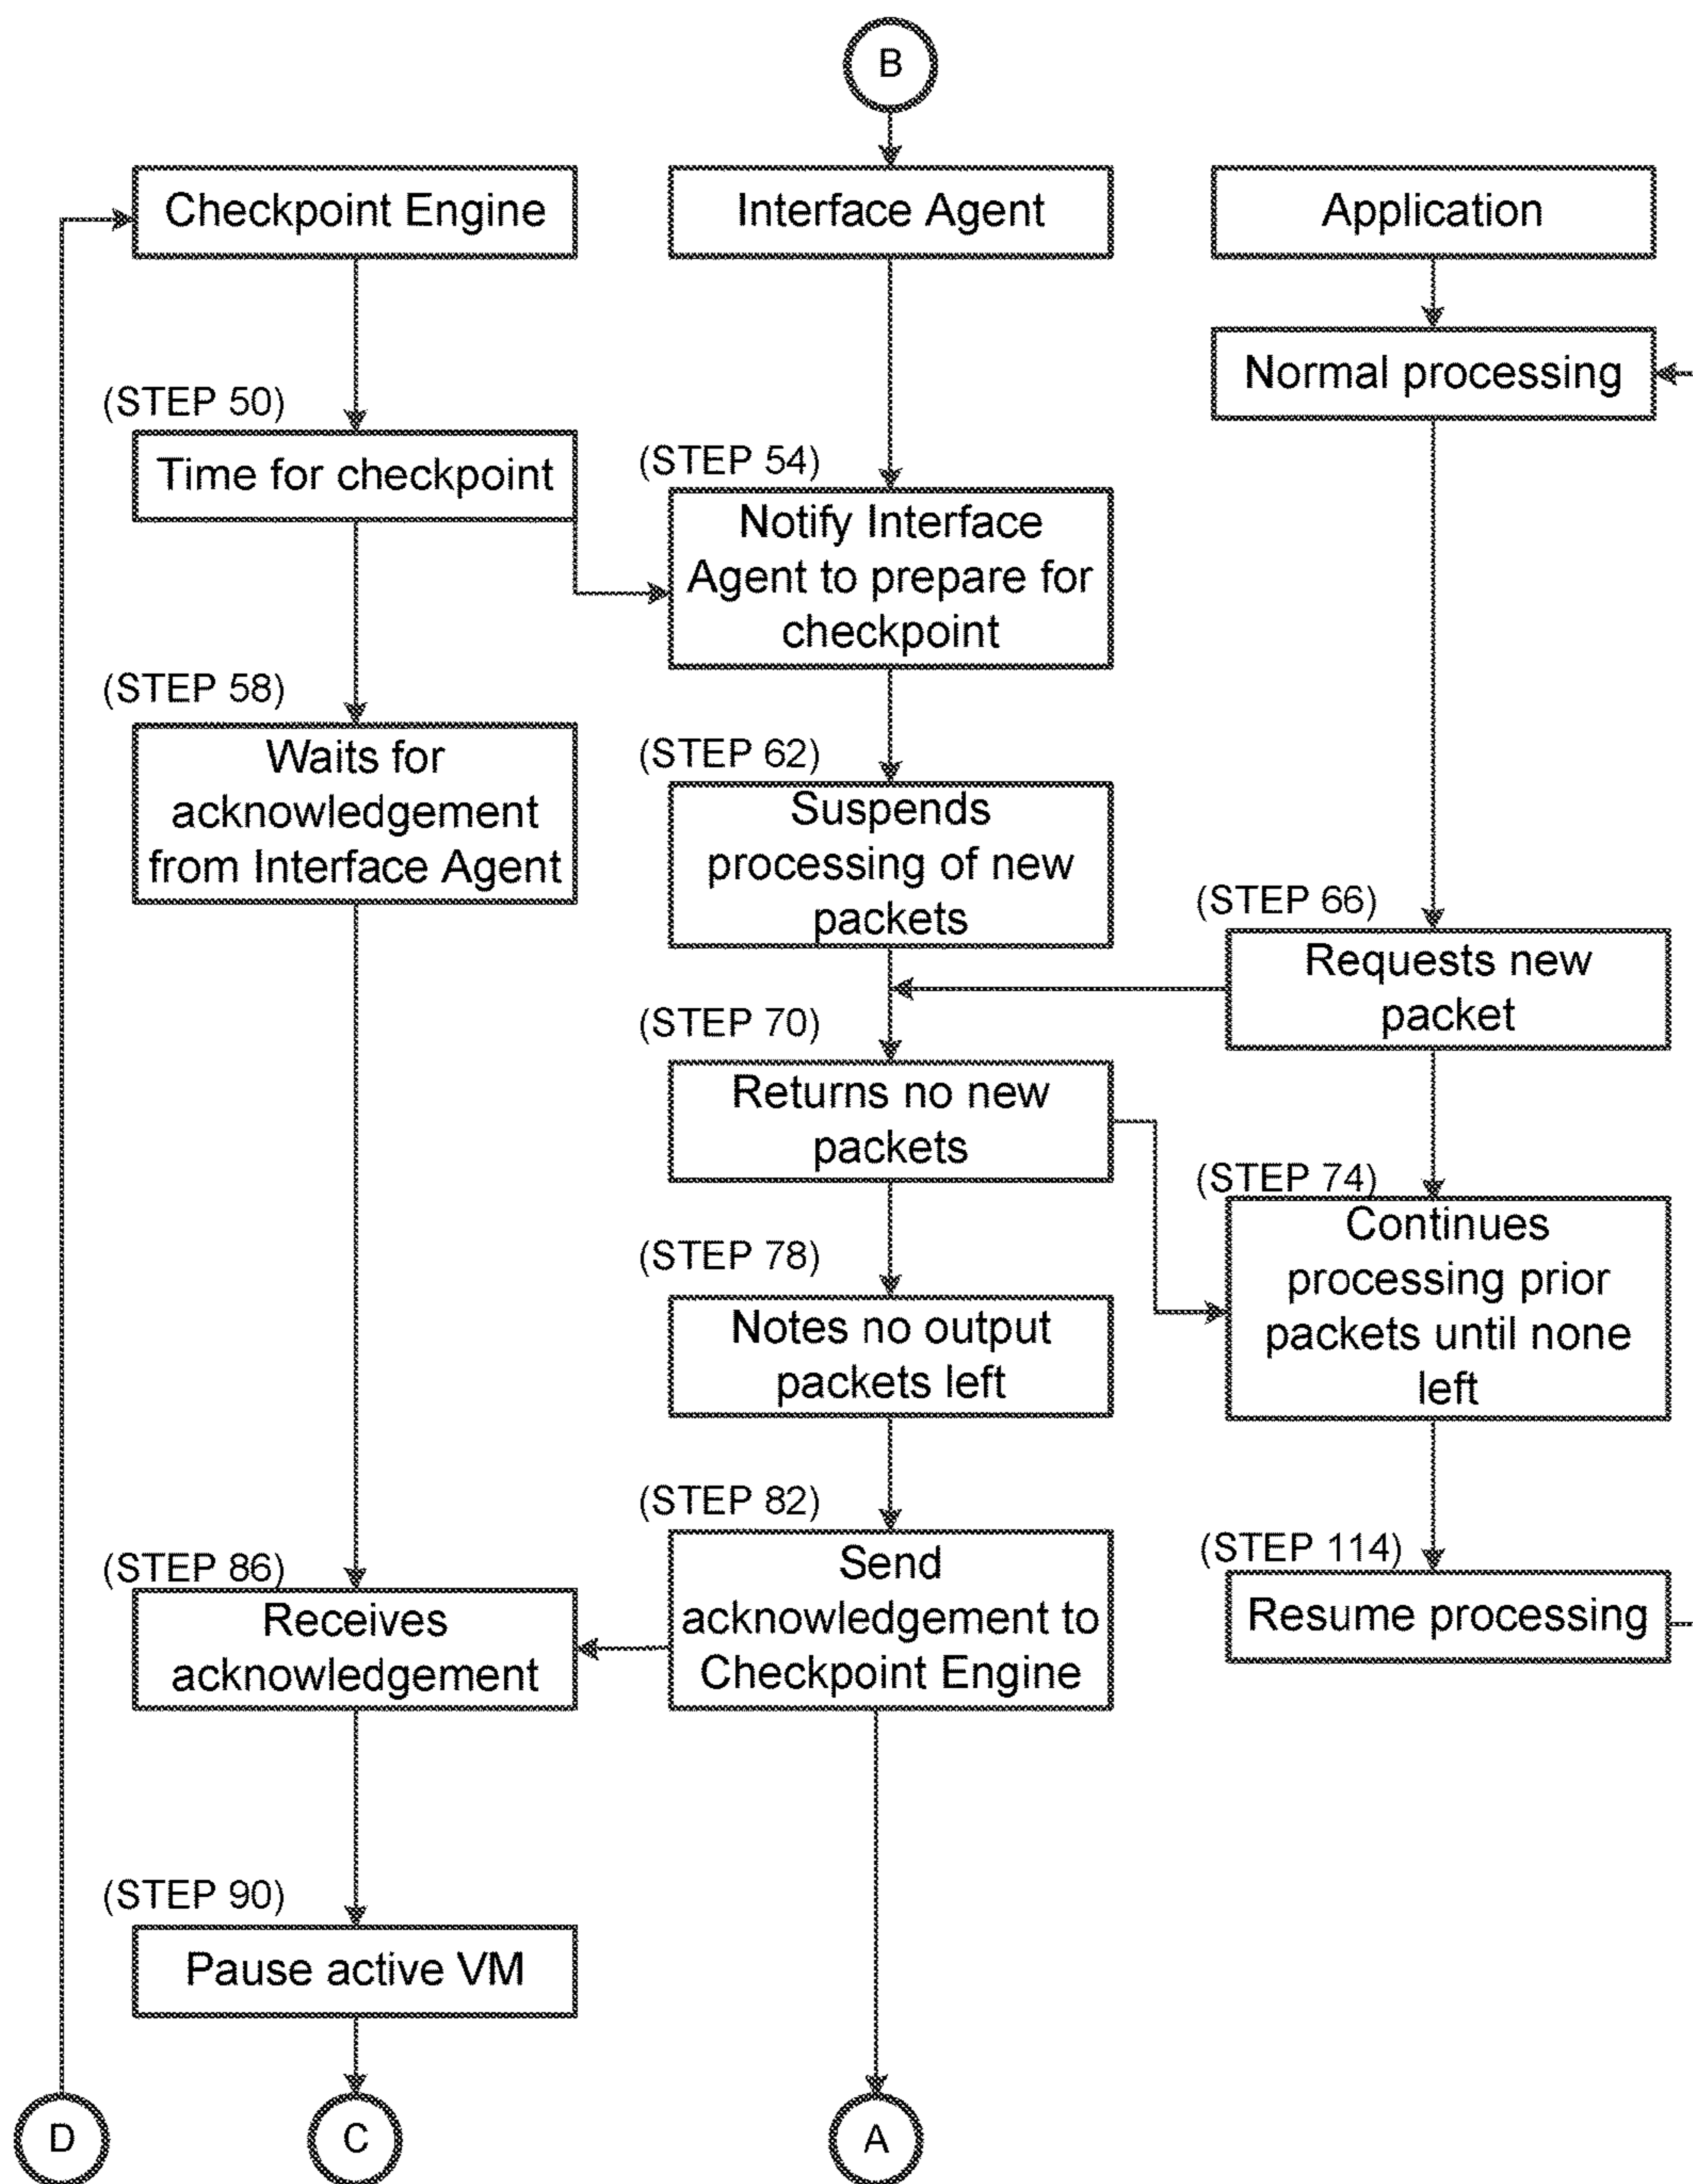 B
Checkpoint Engine
Interface Agent
Application
Normal processing
(STEP 50)
Time for checkpoint
(STEP 54)
Notify Interface
Agent to prepare for
checkpoint
(STEP 58)
Waits for
acknowledgement
from Interface Agent
(STEP 62)
Suspends
processing of new
packets
(STEP 66)
Requests new
packet
(STEP 70)
Returns no new
packets
(STEP 74)
Continues
processing prior
packets until none
left
(STEP 78)
Notes no output
packets left
(STEP 82)
Send
acknowledgement to
Checkpoint Engine
(STEP 86)
Receives
acknowledgement
(STEP 114)
Resume processing
(STEP 90)
Pause active VM
D
C
A